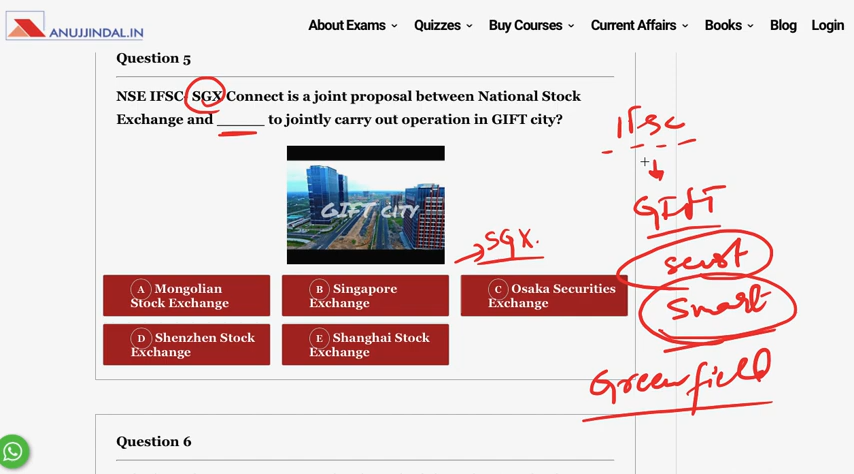 ANUJJINDAL.IN
About Exams Quizzes Buy Courses Current Affairs Books Blog Login
Question 5
NSE IFSC- SGX Connect is a joint proposal between National Stock
Exchange and ______ to jointly carry out operation in GIFT city?
GIFT CITY
IFSC
GIFT
SGX.
Smart
Greenfield
A Mongolian
Stock Exchange
B Singapore
Exchange
C Osaka Securities
Exchange
D Shenzhen Stock
Exchange
E Shanghai Stock
Exchange
Question 6